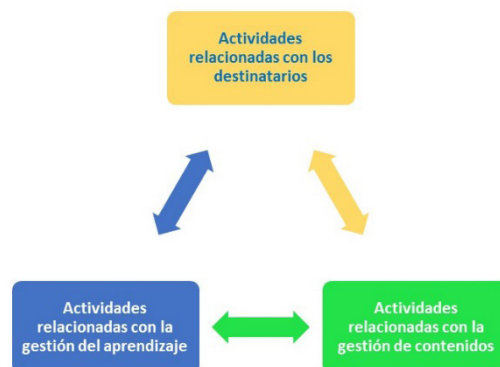 Actividades
relacionadas con los
destinatarios
Actividades
relacionadas con la
gestión del aprendizaje
Actividades
relacionadas con la
gestión de contenidos